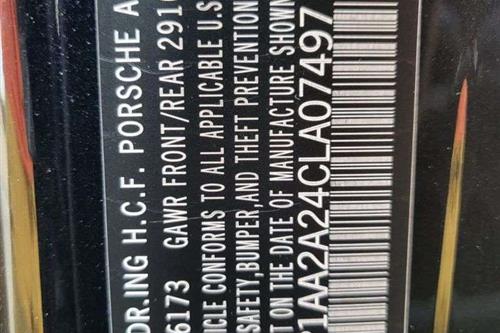 DR.ING H.C.F. PORSCHE A
6173 GAWR FRONT/REAR 291
ICLE CONFORMS TO ALL APPLICABLE U.S
SAFETY,BUMPER,AND THEFT PREVENTION
T ON THE DATE OF MANUFACTURE SHOWN
1AA2A24CLA07497